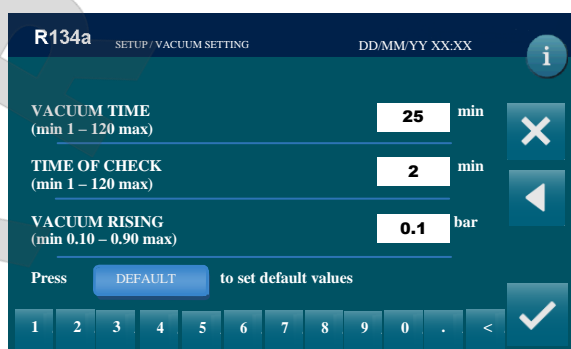 R134a SETUP / VACUUM SETTING DD/MM/YY XX:XX
i
VACUUM TIME 25 min
(min 1 – 120 max)
TIME OF CHECK 2 min
(min 1 – 120 max)
VACUUM RISING 0.1 bar
(min 0.10 – 0.90 max)
Press DEFAULT to set default values
1 2 3 4 5 6 7 8 9 0 . <